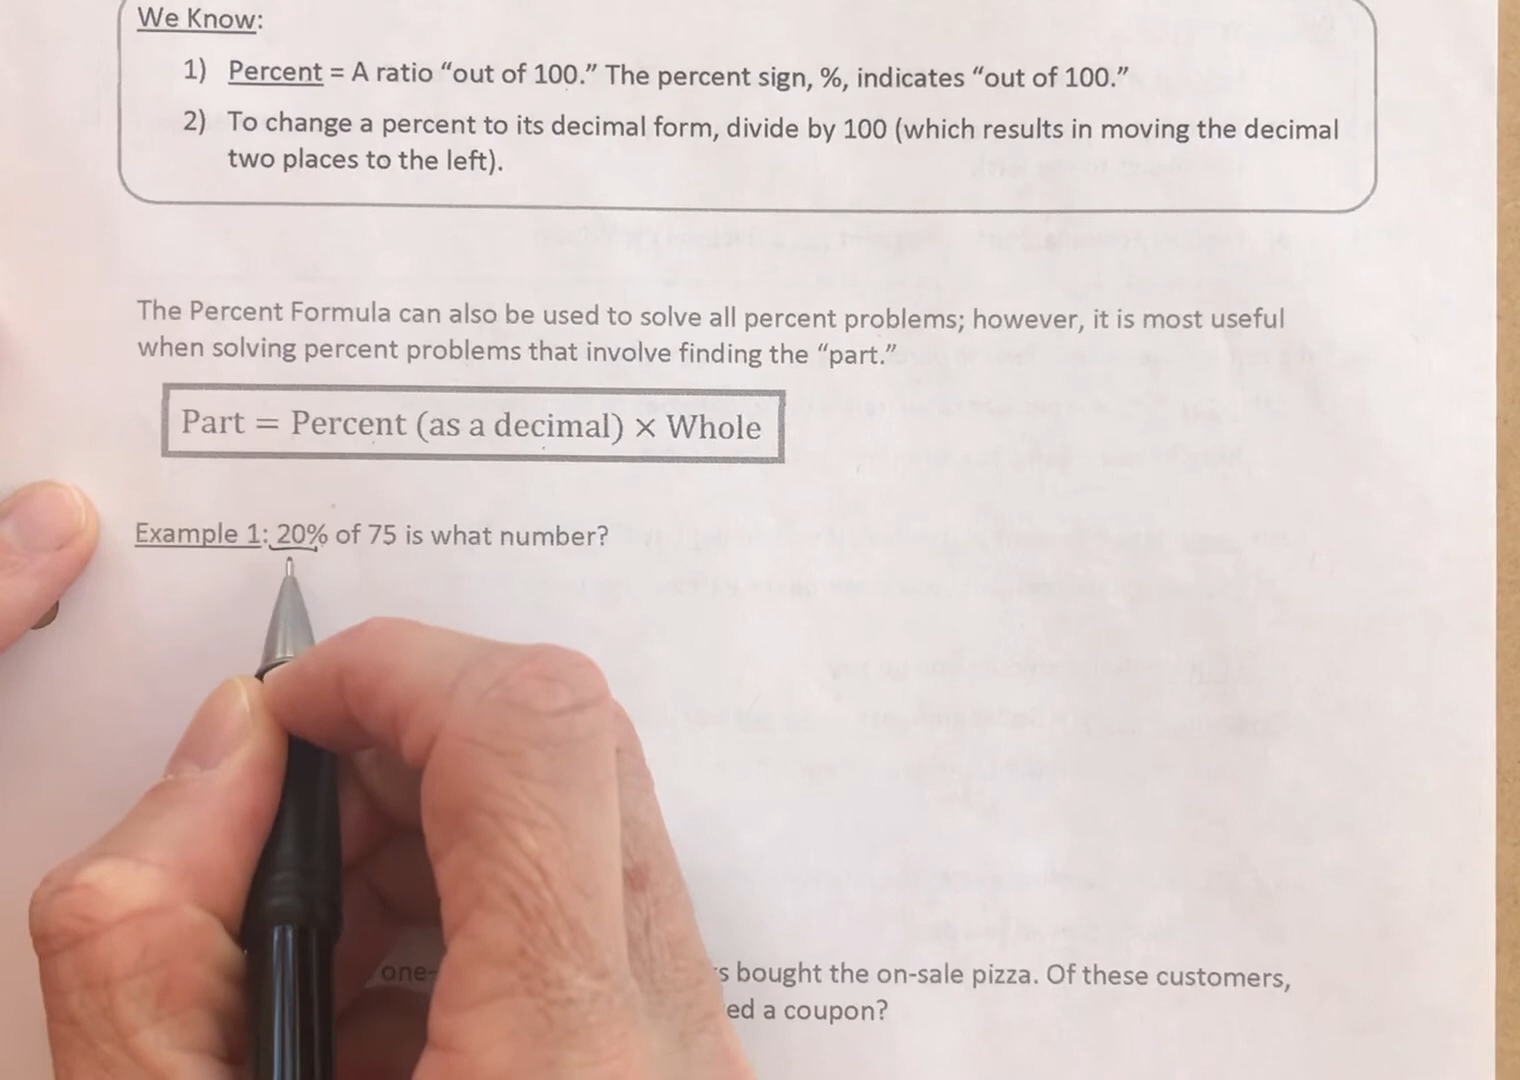 We Know:
1) Percent = A ratio “out of 100.” The percent sign, %, indicates “out of 100.”
2) To change a percent to its decimal form, divide by 100 (which results in moving the decimal
two places to the left).
The Percent Formula can also be used to solve all percent problems; however, it is most useful
when solving percent problems that involve finding the “part.”
Part = Percent (as a decimal) × Whole
Example 1: 20% of 75 is what number?
one- bought the on-sale pizza. Of these customers,
a coupon?